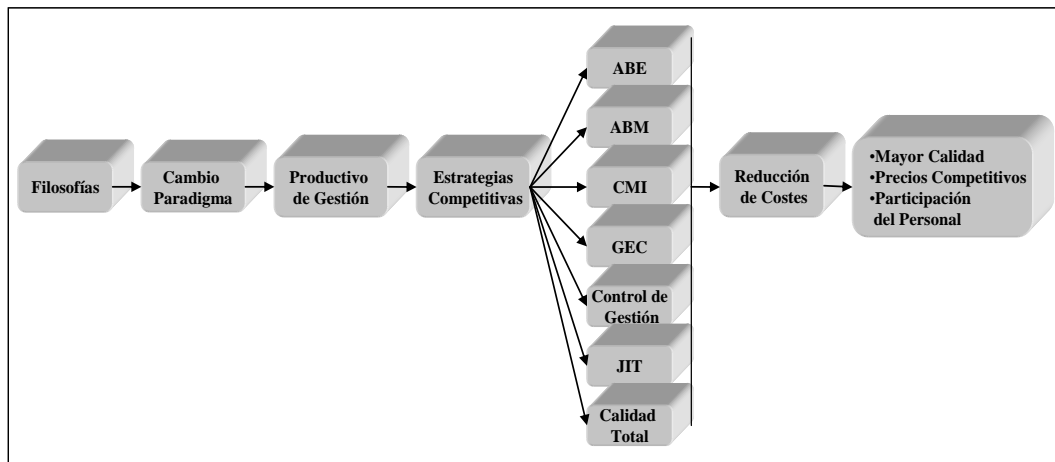 Filosofías
Cambio
Paradigma
Productivo
de Gestión
Estrategias
Competitivas
ABE
ABM
CMI
GEC
Control de
Gestión
JIT
Calidad
Total
Reducción
de Costes
•Mayor Calidad
•Precios Competitivos
•Participación
del Personal